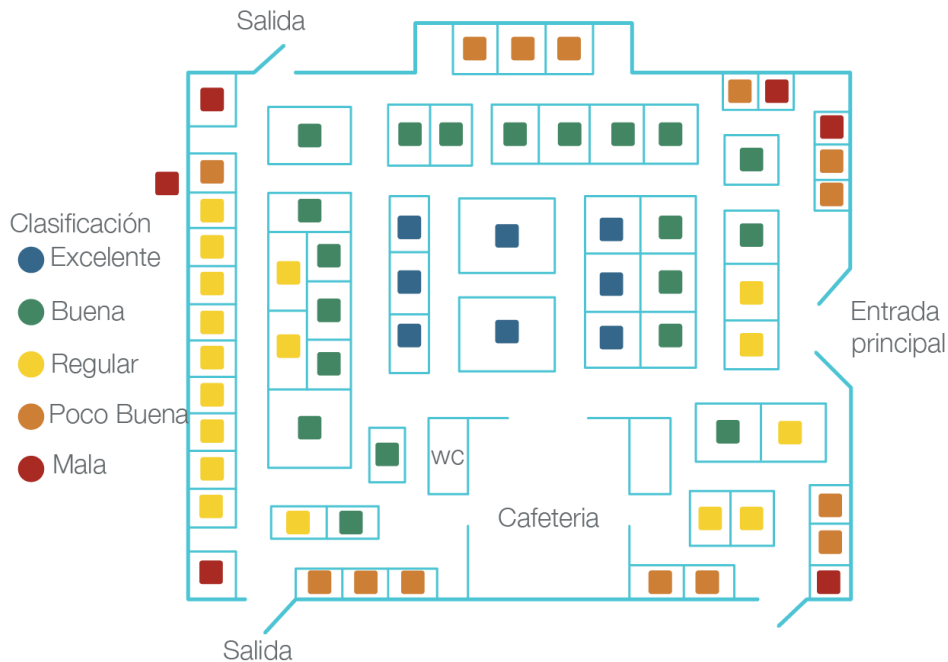 Salida
Clasificación
Excelente
Buena
Regular
Poco Buena
Mala
Entrada
principal
WC
Cafeteria
Salida